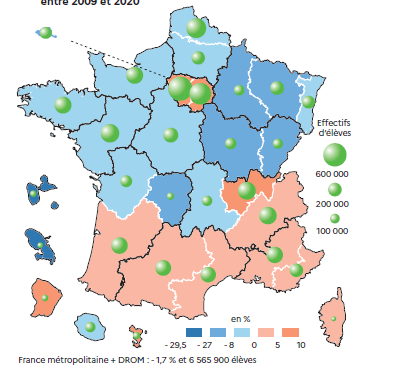 entre 2009 et 2020
Effectifs
d'élèves
600 000
200 000
100 000
en %
- 29,5 - 27 - 8 0 5 10
France métropolitaine + DROM : - 1,7 % et 6 565 900 élèves